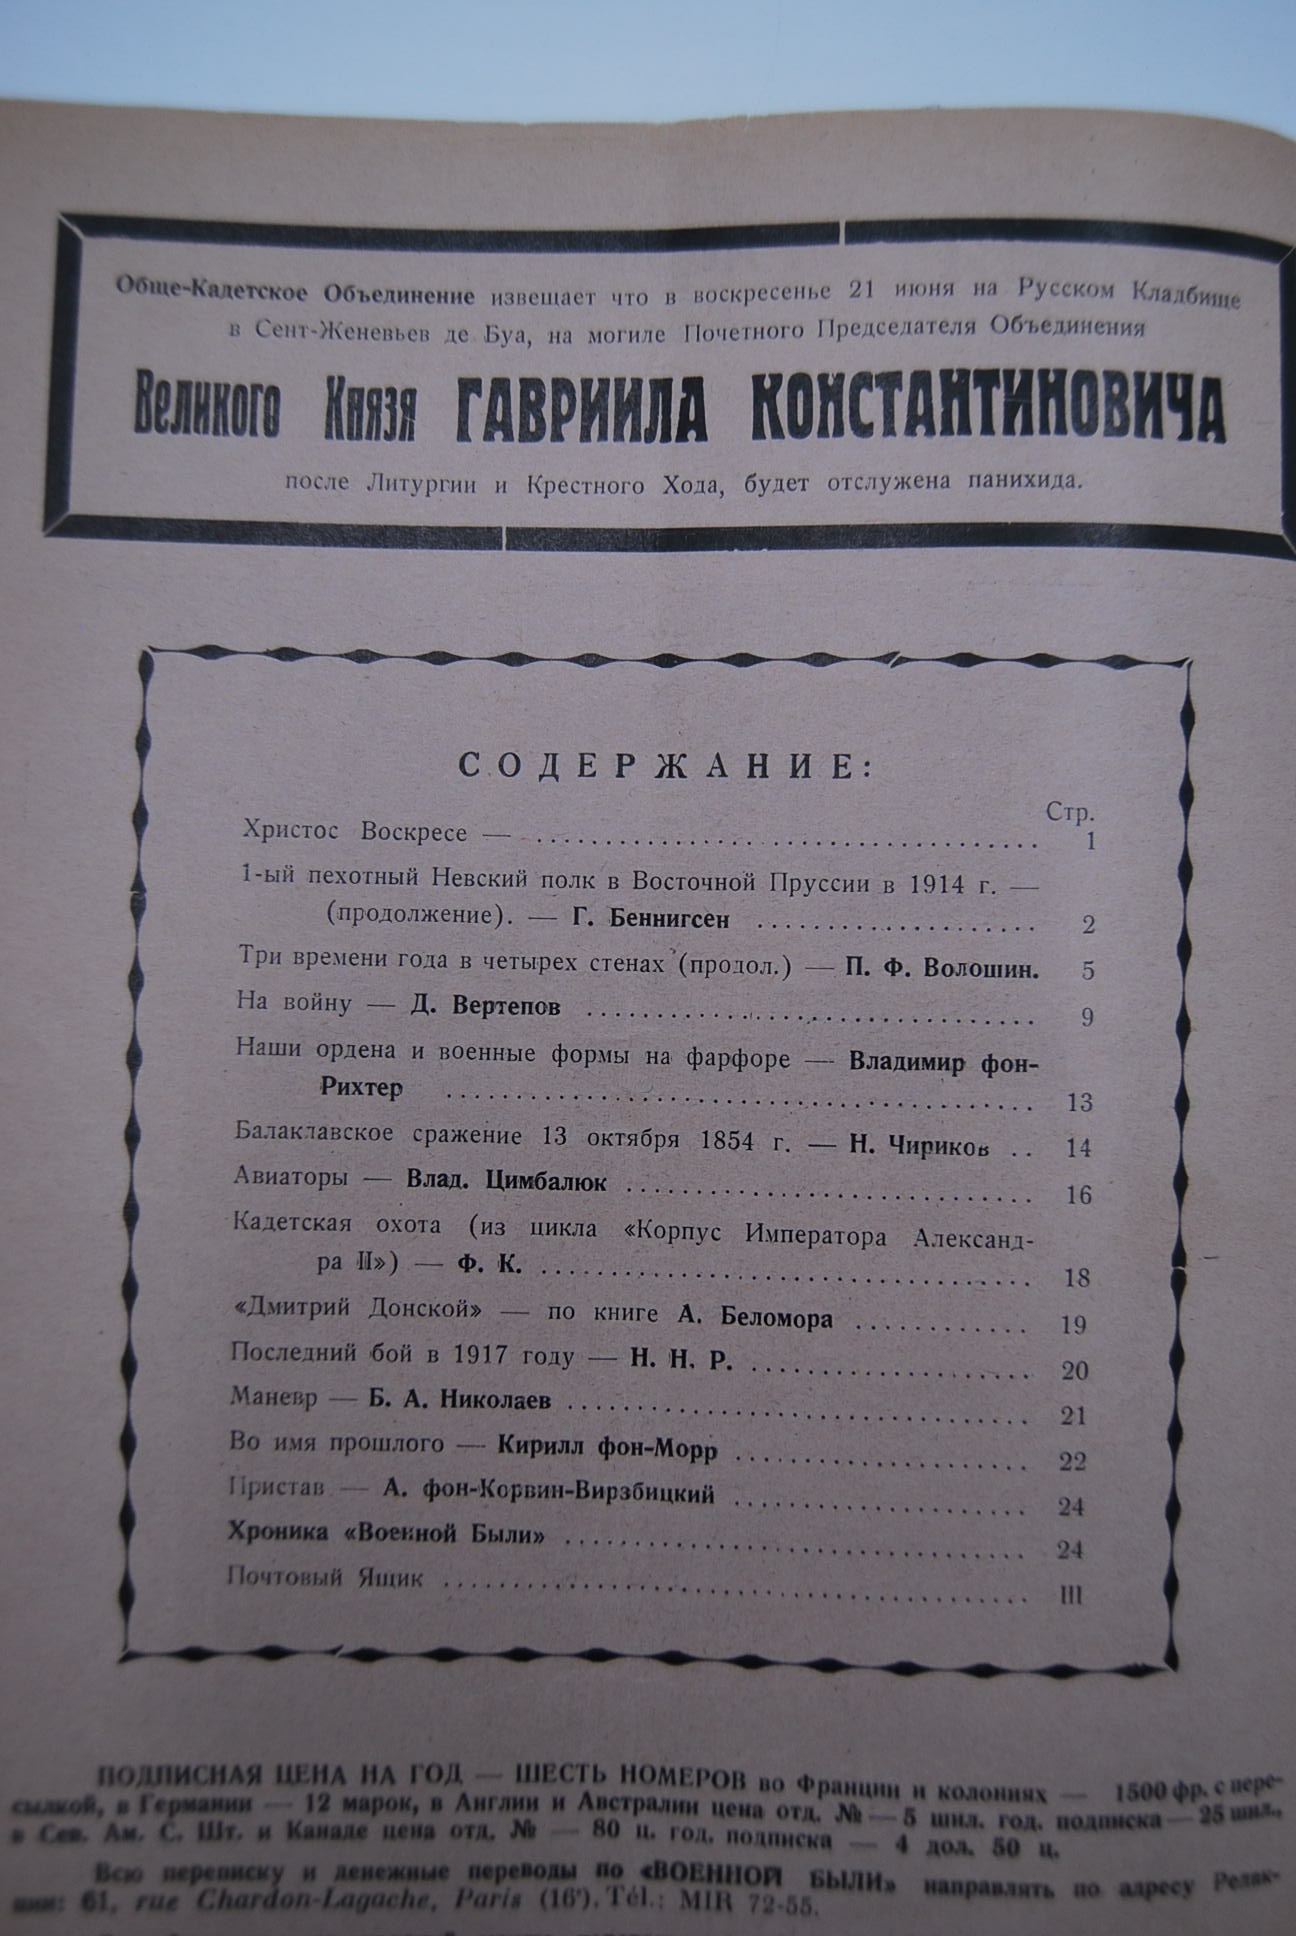 Обще-Кадетское Объединение извещает что в воскресенье 21 июня на Русском Кладбище
в Сент-Женевьев де Буа, на могиле Почетного Председателя Объединения
Великого Князя ГАВРИИЛА КОНСТАНТИНОВИЧА
после Литургии и Крестного Хода, будет отслужена панихида.
СОДЕРЖАНИЕ:
Стр.
Христос Воскресе — .................................... 1
1-ый пехотный Невский полк в Восточной Пруссии в 1914 г. —
(продолжение). — Г. Беннигсен .................... 2
Три времени года в четырех стенах (продол.) — П. Ф. Волошин. 5
На войну — Д. Вертепов ................................ 9
Наши ордена и военные формы на фарфоре — Владимир фон-
Рихтер .......................................... 13
Балаклавское сражение 13 октября 1854 г. — Н. Чириков .. 14
Авиаторы — Влад. Цимбалюк ............................. 16
Кадетская охота (из цикла «Корпус Императора Александ-
ра II») — Ф. К. ................................... 18
«Дмитрий Донской» — по книге А. Беломора ............ 19
Последний бой в 1917 году — Н. Н. Р. .................... 20
Маневр — Б. А. Николаев ................................. 21
Во имя прошлого — Кирилл фон-Морр ..................... 22
Пристав — А. фон-Корвин-Вирзбицкий ..................... 24
Хроника «Военной Были» ................................. 24
Почтовый Ящик .......................................... III
ПОДПИСНАЯ ЦЕНА НА ГОД — ШЕСТЬ НОМЕРОВ во Франции и колониях — 1500 фр. с пере-
сылкой, в Германии — 12 марок, в Англии и Австралии цена отд. № — 5 шил. год. подписка — 25 шил.,
в Сев. Ам. С. Шт. и Канаде цена отд. № — 80 ц. год. подписка — 4 дол. 50 ц.
Всю переписку и денежные переводы по «ВОЕННОЙ БЫЛИ» направлять по адресу Редак-
ции: 61, rue Chardon-Lagache, Paris (16ᵉ). Tél.: MIR 72-55.